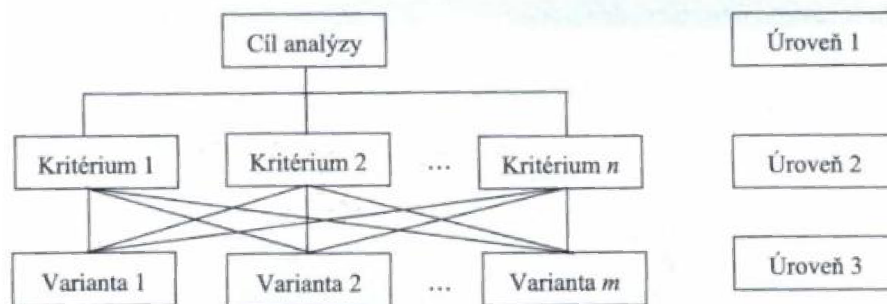 Cíl analýzy
Úroveň 1
Kritérium 1
Kritérium 2
...
Kritérium n
Úroveň 2
Varianta 1
Varianta 2
...
Varianta m
Úroveň 3